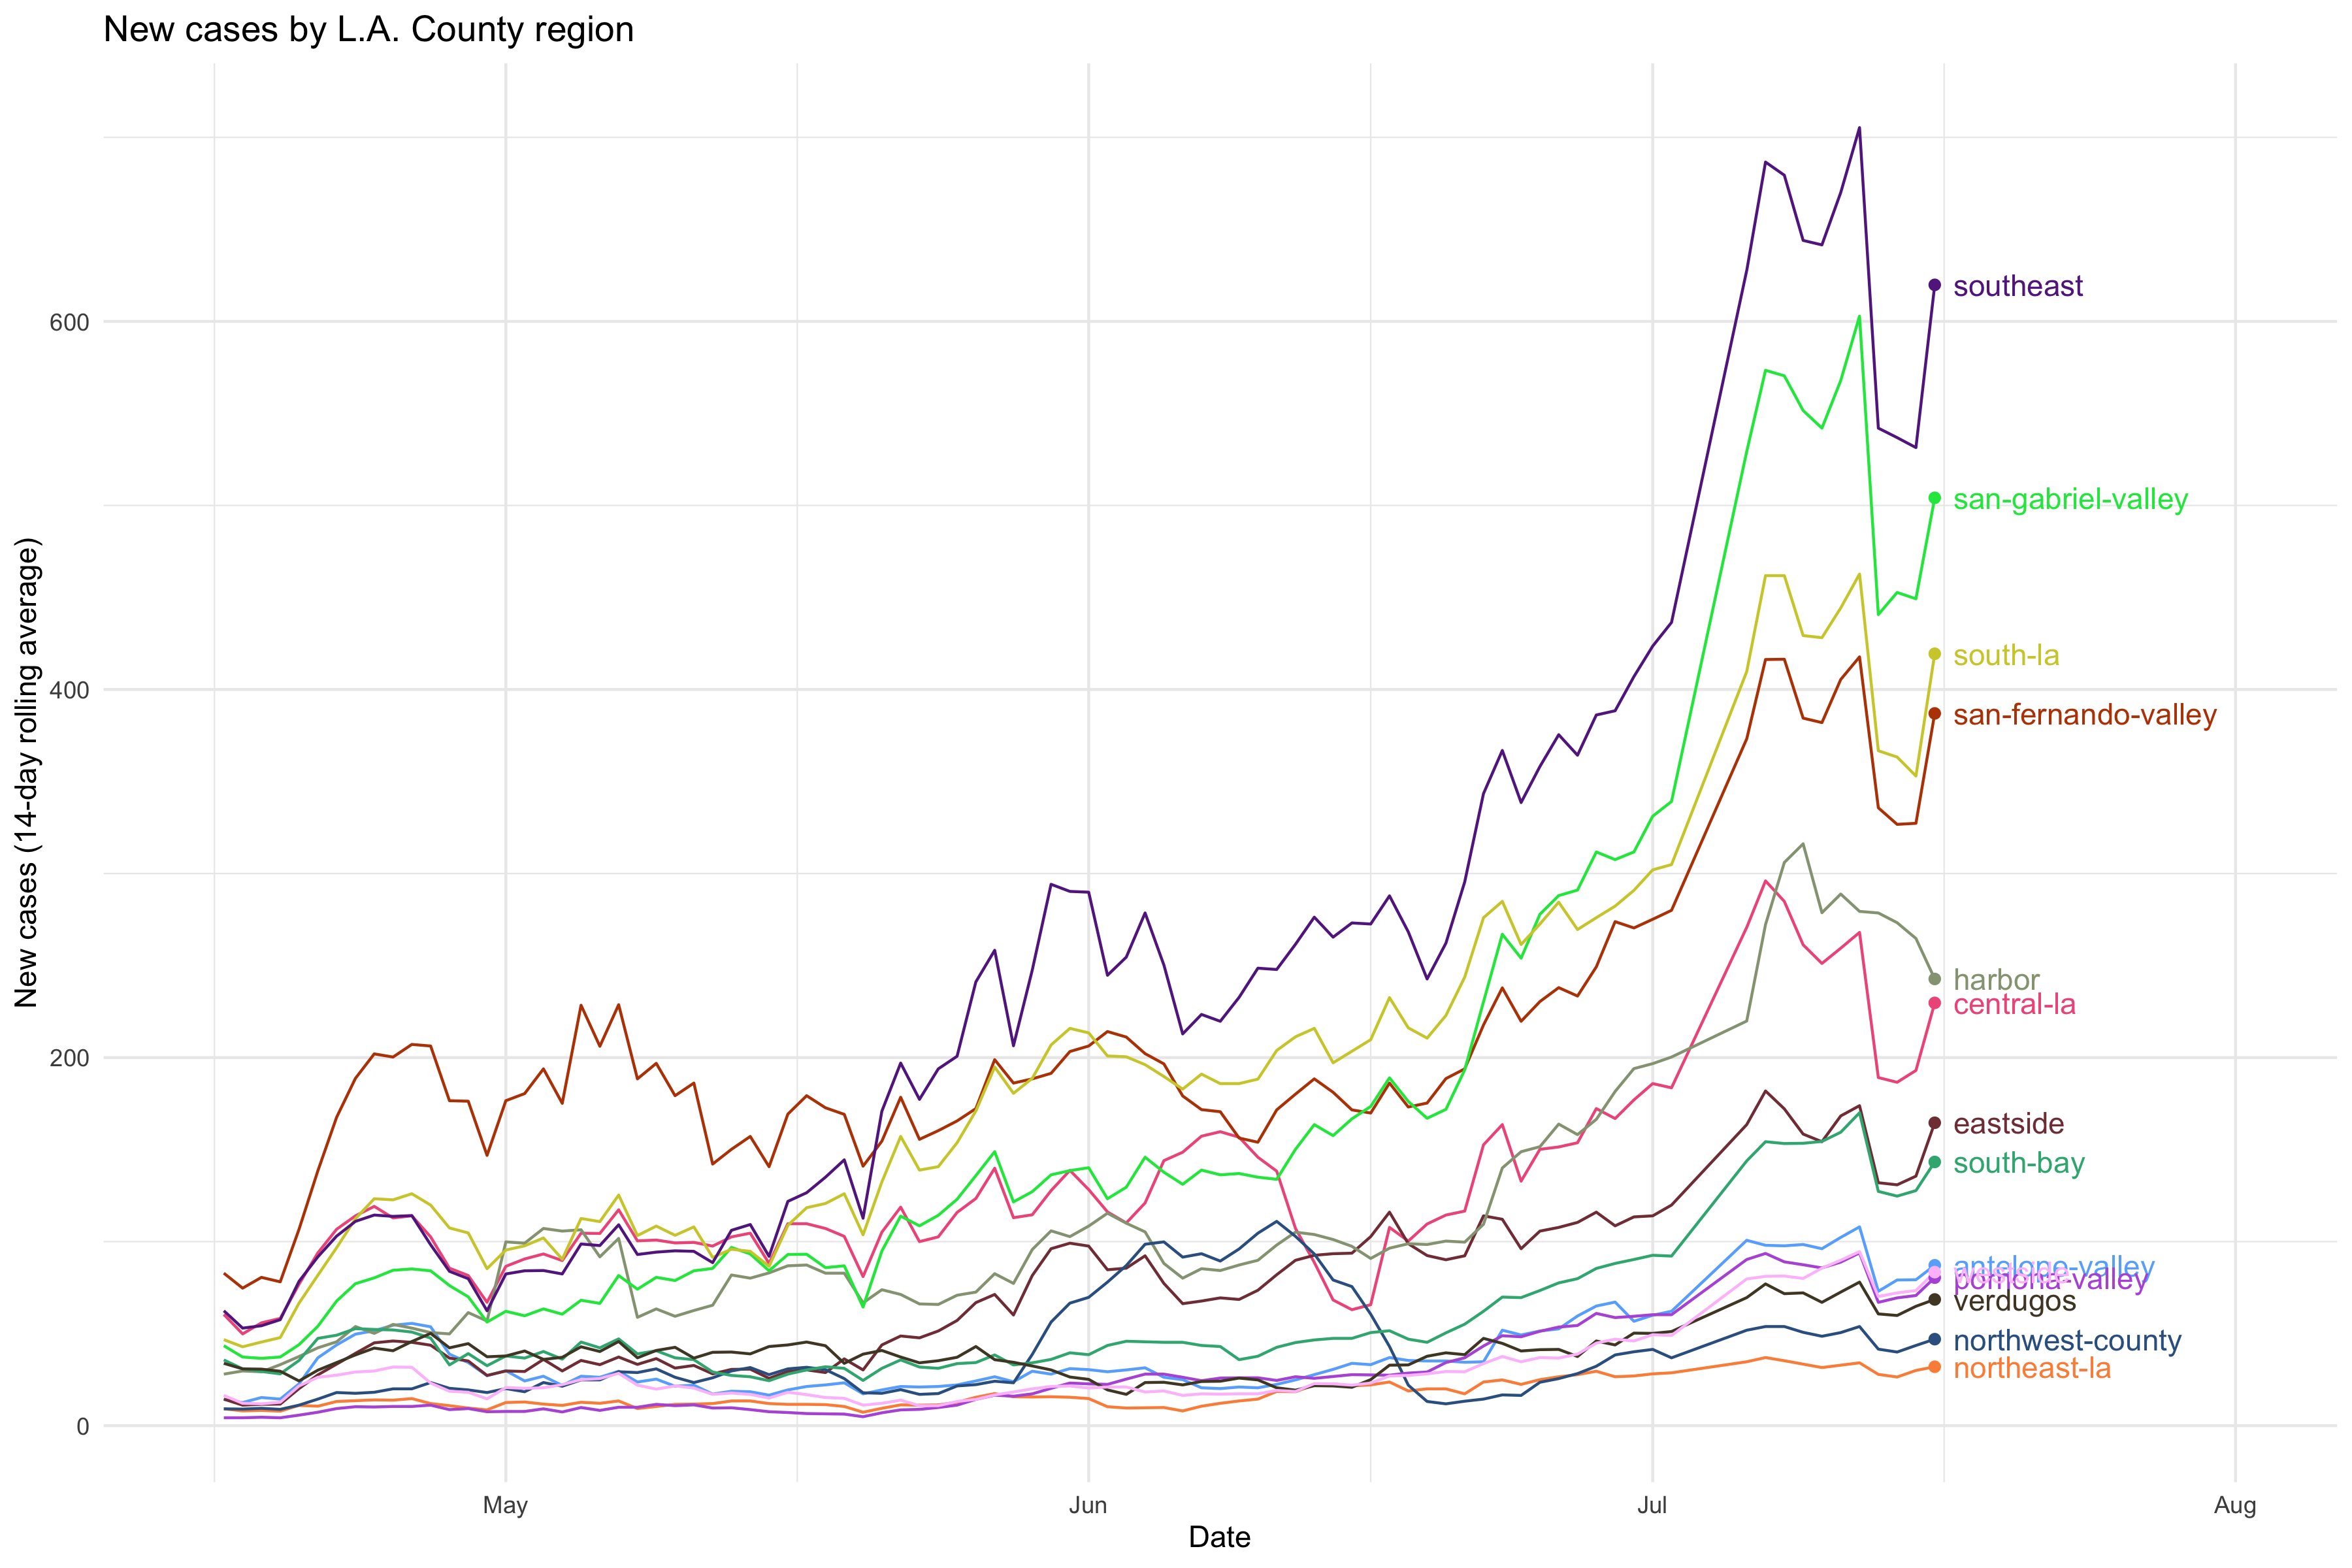 New cases by L.A. County region
New cases (14-day rolling average)
600
400
200
0
southeast
san-gabriel-valley
south-la
san-fernando-valley
harbor
central-la
eastside
south-bay
antelope-valley
pomona-valley
verdugos
northwest-county
northeast-la
May
Jun
Jul
Aug
Date